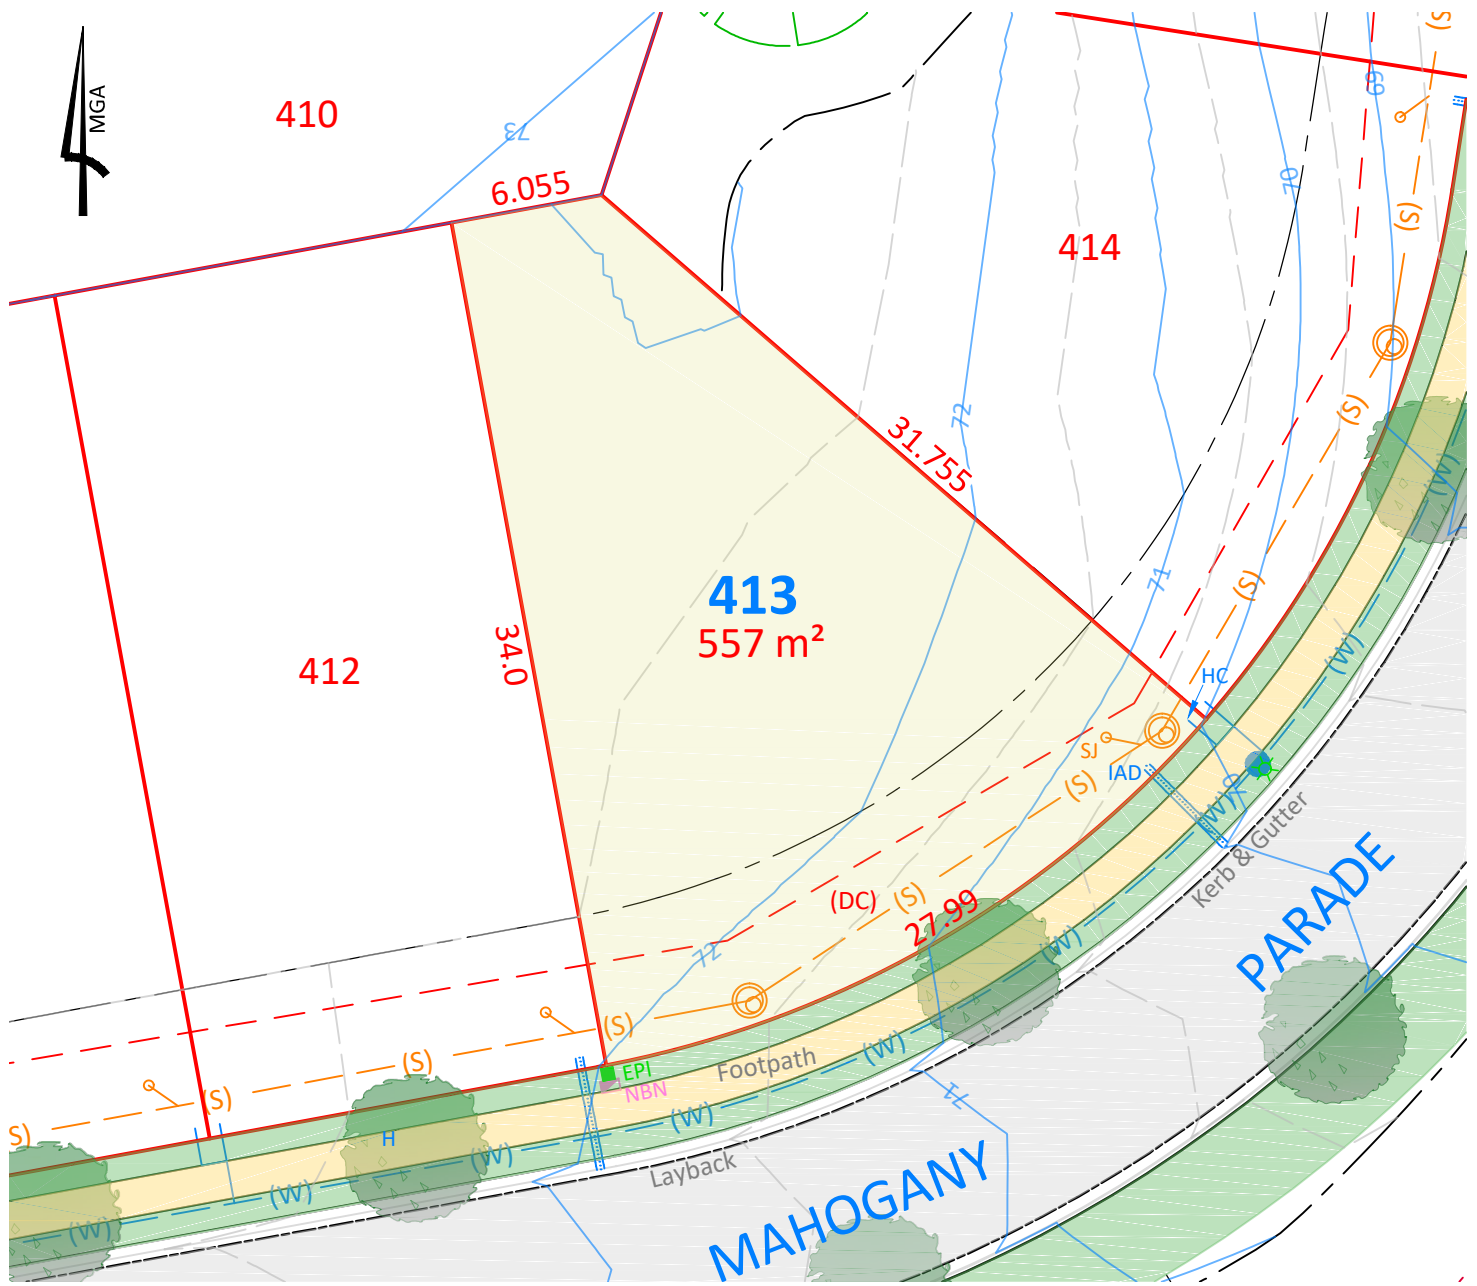 (S)
69
MGA
410
73
6.055
70
(S)
414
72
(S)
31.755
(W)
71
(S)
413
557 m²
34.0
412
(W)
HC
SJ
IAD
(S)
(W)
Kerb & Gutter
(DC)
(S)
27.99
PARADE
72
(W)
(S)
(W)
Footpath
EPI
NBN
(S)
(S)
71
(W)
S)
H
(W)
Layback
(W)
MAHOGANY
(W)